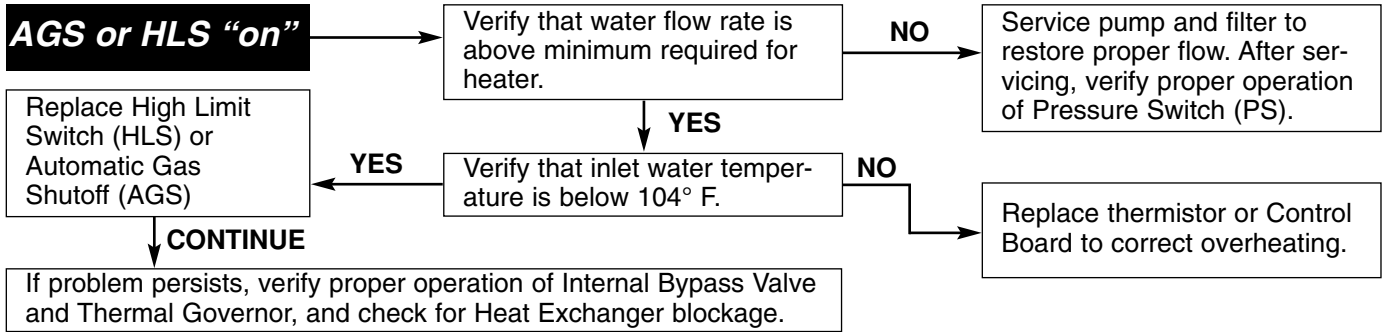 AGS or HLS “on”
Verify that water flow rate is
above minimum required for
heater.
NO
Service pump and filter to
restore proper flow. After ser-
vicing, verify proper operation
of Pressure Switch (PS).
YES
Verify that inlet water temper-
ature is below 104° F.
NO
Replace thermistor or Control
Board to correct overheating.
YES
Replace High Limit
Switch (HLS) or
Automatic Gas
Shutoff (AGS)
CONTINUE
If problem persists, verify proper operation of Internal Bypass Valve
and Thermal Governor, and check for Heat Exchanger blockage.